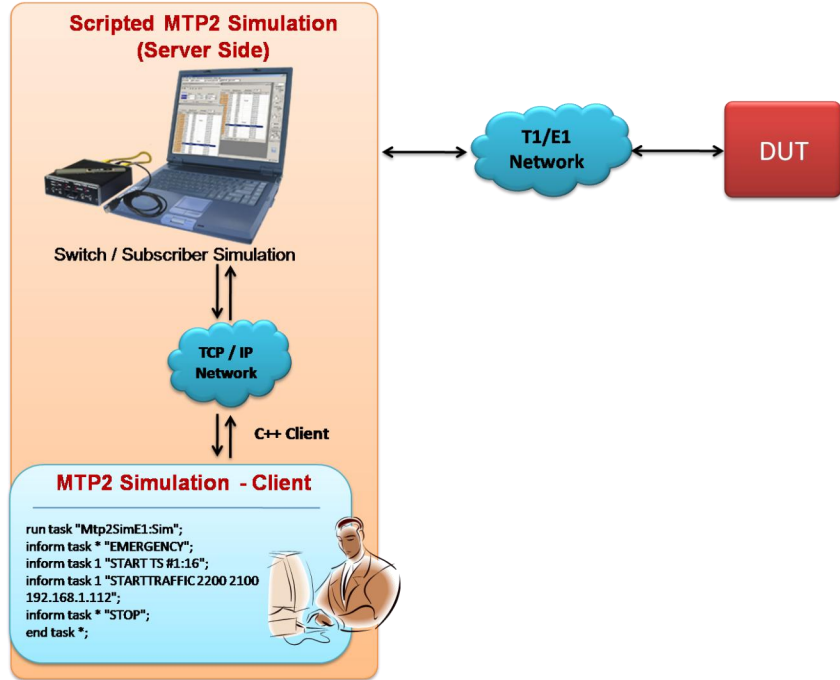 Scripted MTP2 Simulation
(Server Side)
T1/E1
Network
DUT
Switch / Subscriber Simulation
TCP / IP
Network
C++ Client
MTP2 Simulation - Client
run task "Mtp2SimE1:Sim";
inform task * "EMERGENCY";
inform task 1 "START TS #1:16";
inform task 1 "STARTTRAFFIC 2200 2100
192.168.1.112";
inform task * "STOP";
end task *;